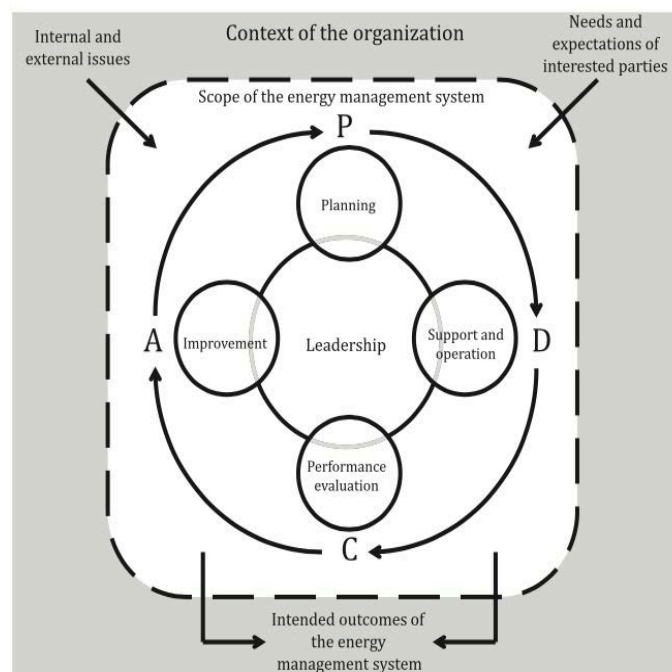 Internal and
external issues
Context of the organization
Needs and
expectations of
interested parties
Scope of the energy management system
P
Planning
A
Improvement
Leadership
Support and
operation
D
Performance
evaluation
C
Intended outcomes of
the energy
management system